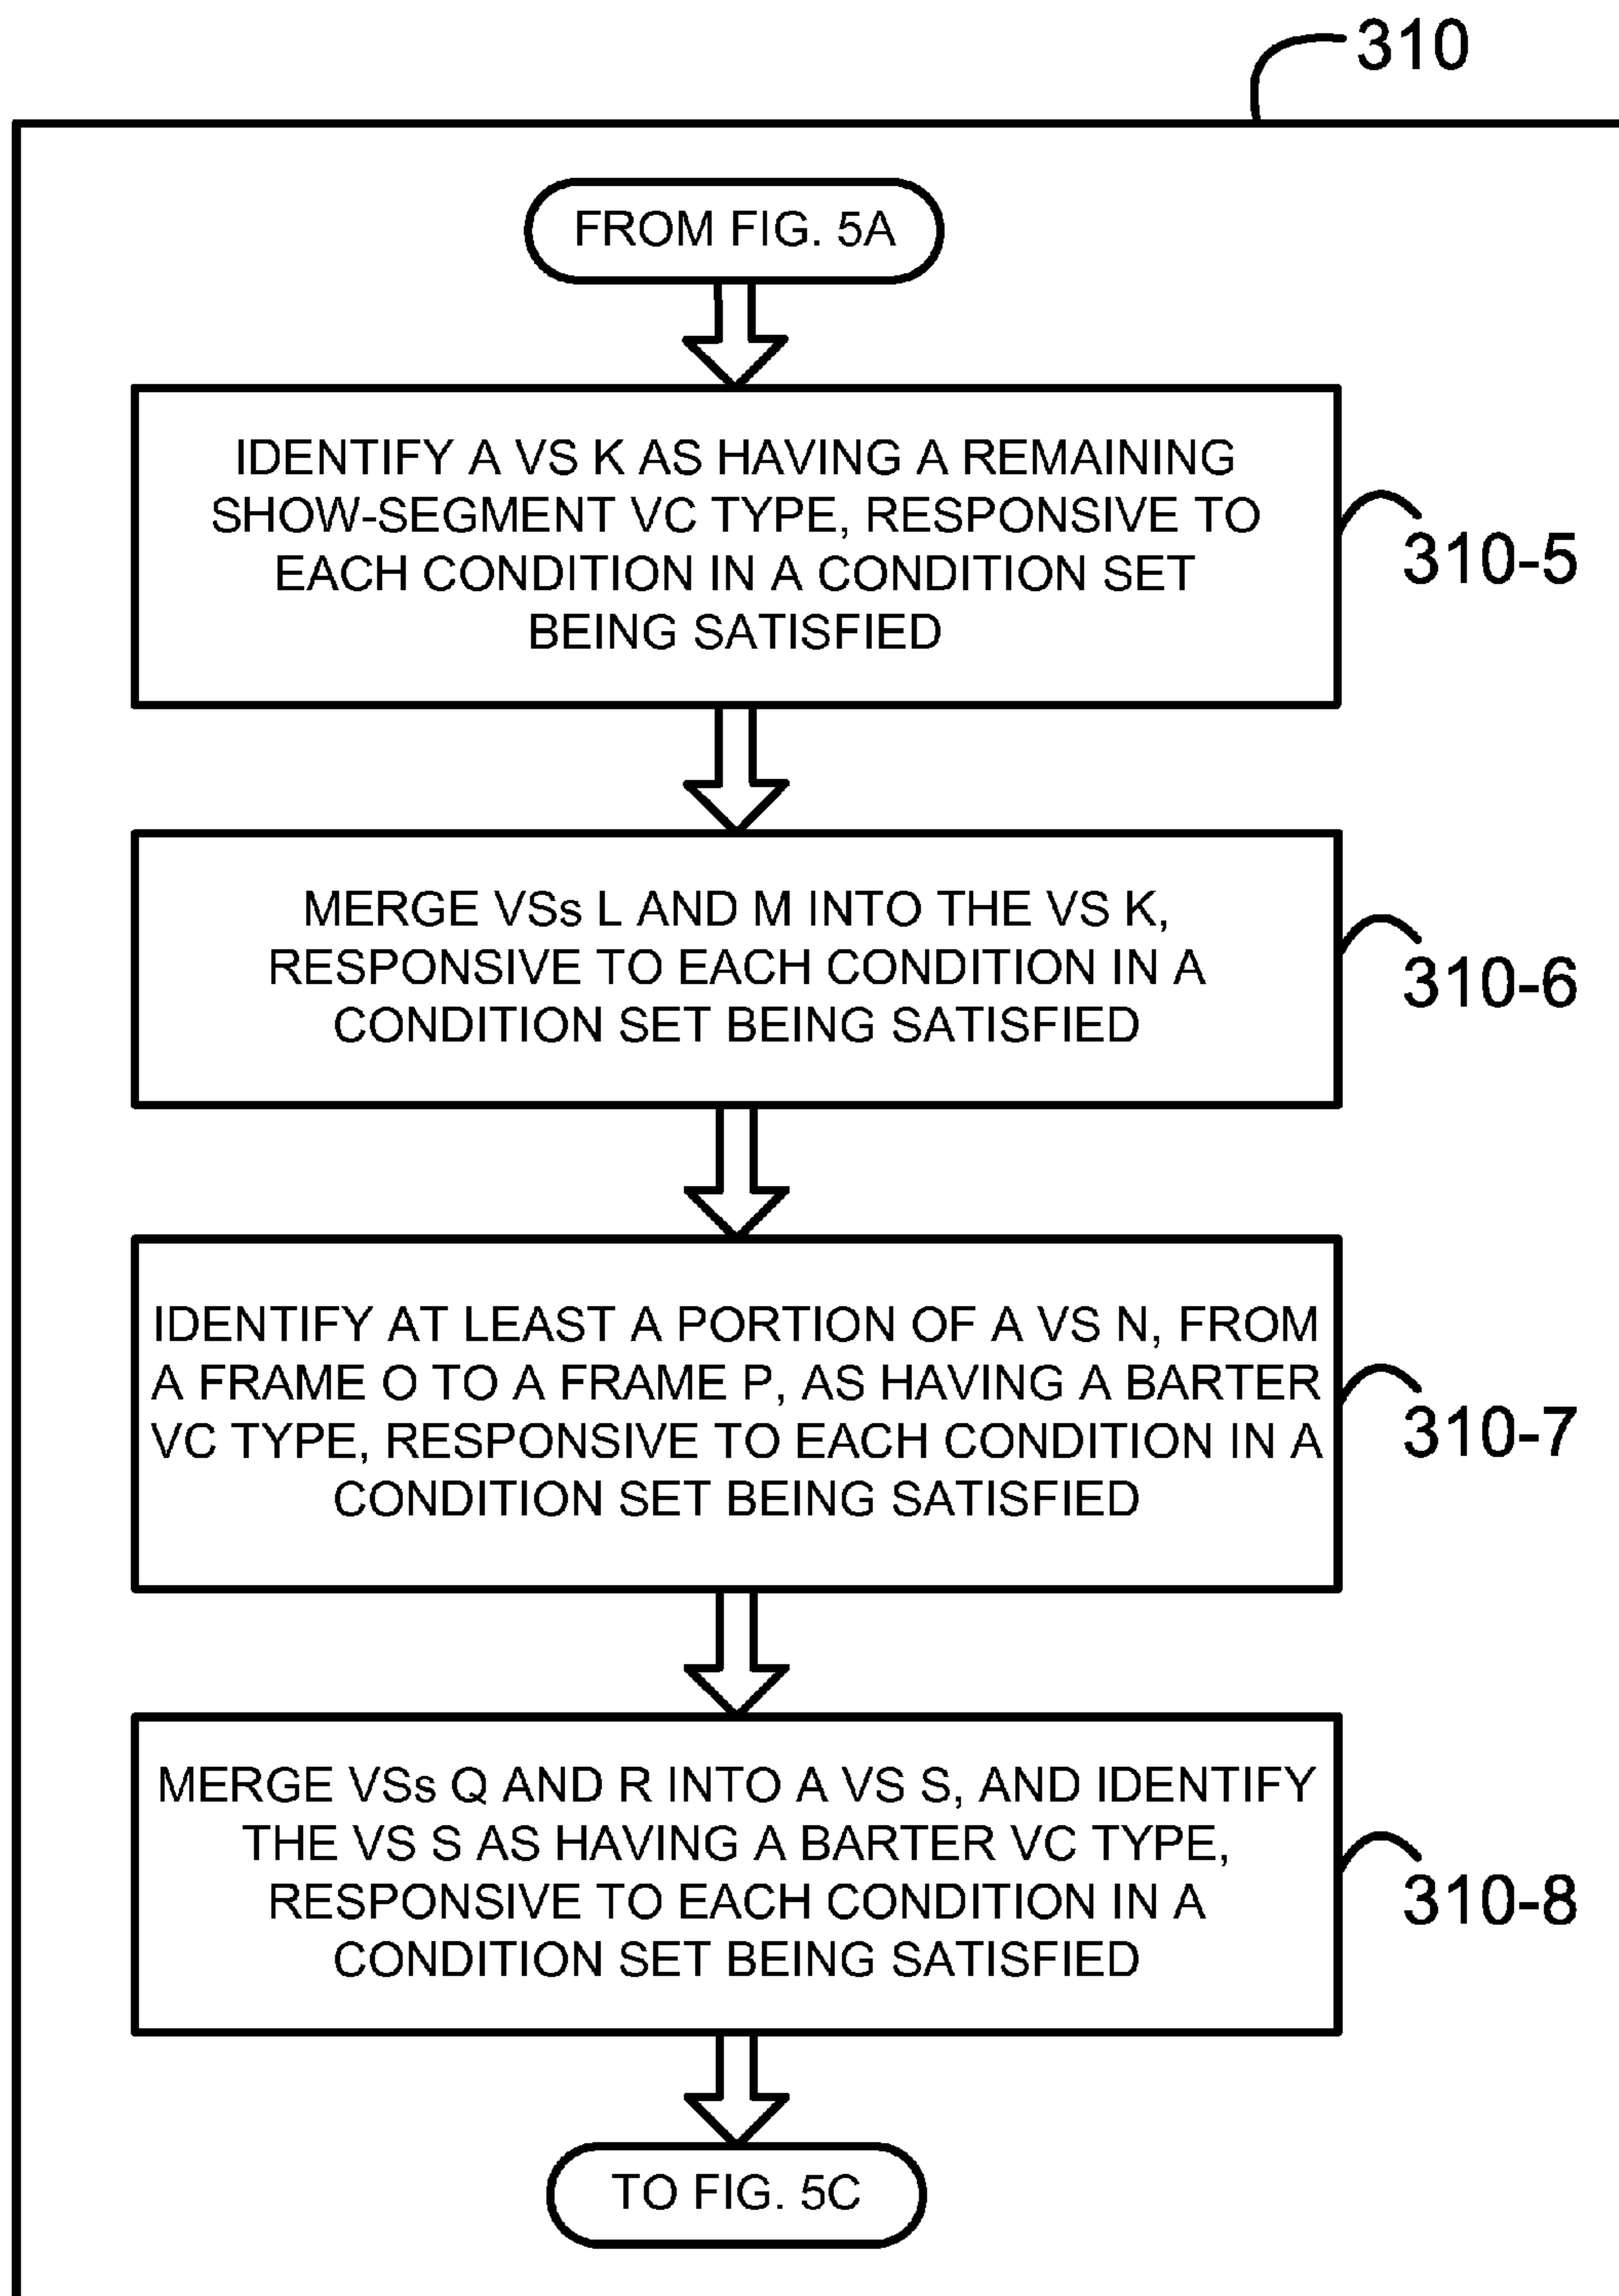 310
FROM FIG. 5A
IDENTIFY A VS K AS HAVING A REMAINING
SHOW-SEGMENT VC TYPE, RESPONSIVE TO
EACH CONDITION IN A CONDITION SET
BEING SATISFIED
310-5
MERGE VSs L AND M INTO THE VS K,
RESPONSIVE TO EACH CONDITION IN A
CONDITION SET BEING SATISFIED
310-6
IDENTIFY AT LEAST A PORTION OF A VS N, FROM
A FRAME O TO A FRAME P, AS HAVING A BARTER
VC TYPE, RESPONSIVE TO EACH CONDITION IN A
CONDITION SET BEING SATISFIED
310-7
MERGE VSs Q AND R INTO A VS S, AND IDENTIFY
THE VS S AS HAVING A BARTER VC TYPE,
RESPONSIVE TO EACH CONDITION IN A
CONDITION SET BEING SATISFIED
310-8
TO FIG. 5C